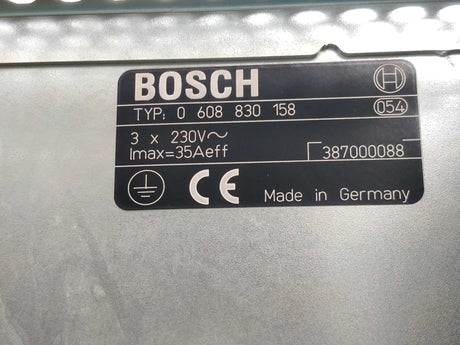 BOSCH
TYP: 0 608 830 158 054
3 x 230V~
Imax=35Aeff 387000088
CE Made in Germany